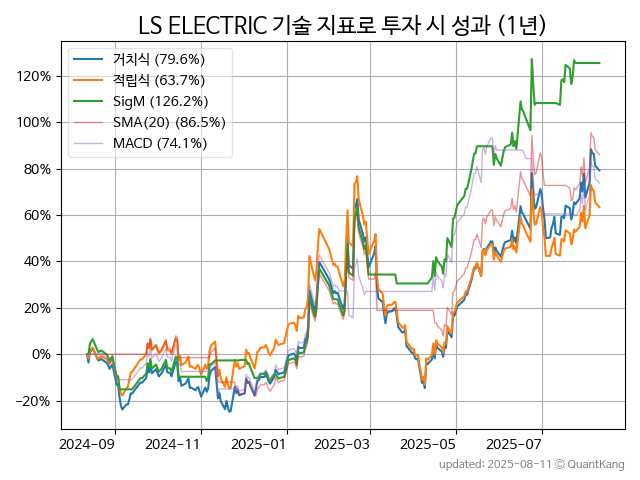 LS ELECTRIC 기술 지표로 투자 시 성과 (1년)
거치식 (79.6%)
적립식 (63.7%)
SigM (126.2%)
SMA(20) (86.5%)
MACD (74.1%)
120%
100%
80%
60%
40%
20%
0%
−20%
2024-09 2024-11 2025-01 2025-03 2025-05 2025-07
updated: 2025-08-11 © QuantKang